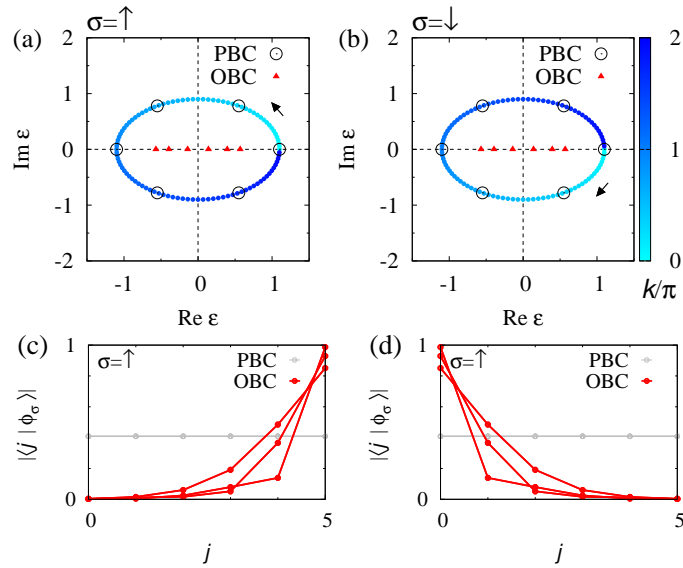 (a) σ=↑
2
1
0
-1
-2
Im ε
PBC
OBC
-1 0 1
Re ε
(b) σ=↓
2
1
0
-1
-2
Im ε
PBC
OBC
-1 0 1
Re ε
2
1
0
k/π
(c) σ=↑
1
0
|⟨j | ϕσ ⟩|
PBC
OBC
0 5
j
(d) σ=↑
1
0
|⟨j | ϕσ ⟩|
PBC
OBC
0 5
j